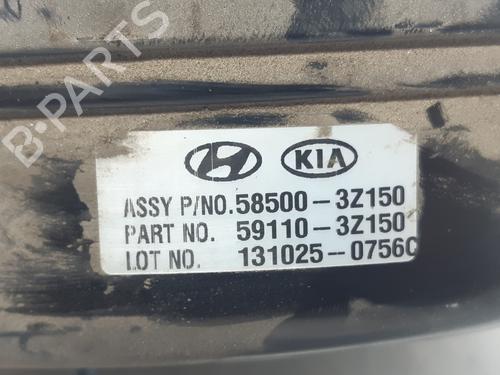 B-PARTS
KIA
ASSY P/NO. 58500-3Z150
PART NO. 59110-3Z150
LOT NO. 131025-0756C